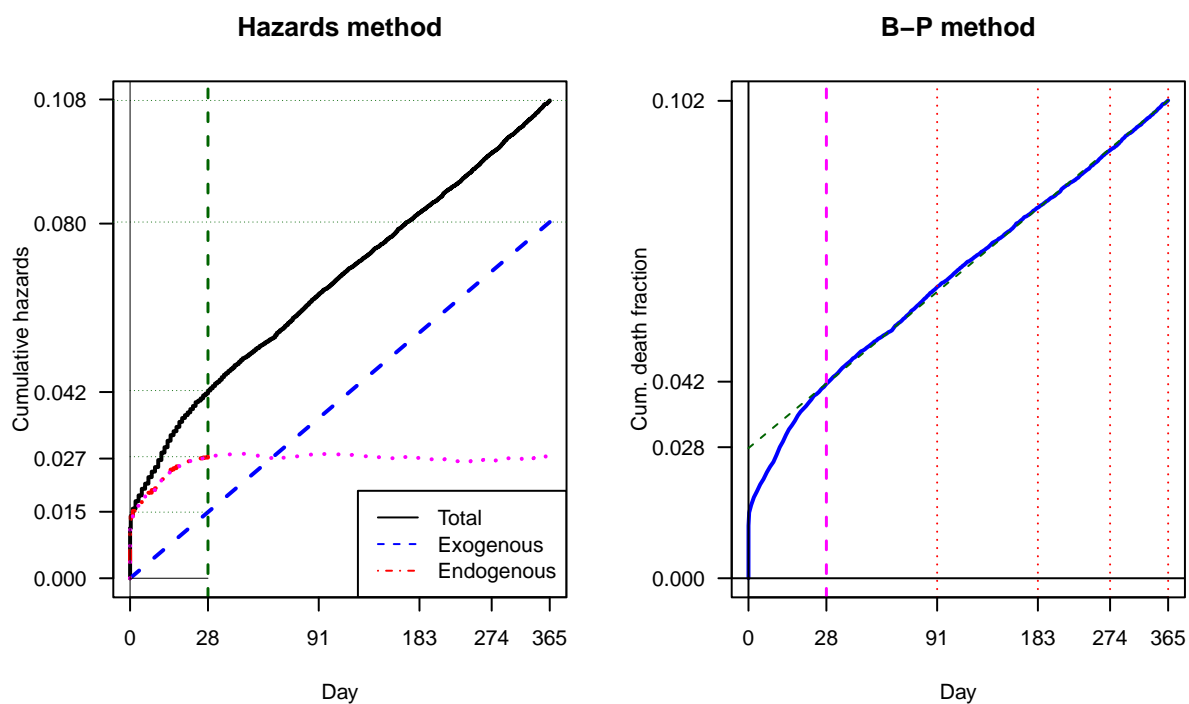 Hazards method
Cumulative hazards
0.108
0.080
0.042
0.027
0.015
0.000
Total
Exogenous
Endogenous
0 28 91 183 274 365
Day
B−P method
Cum. death fraction
0.102
0.042
0.028
0.000
0 28 91 183 274 365
Day